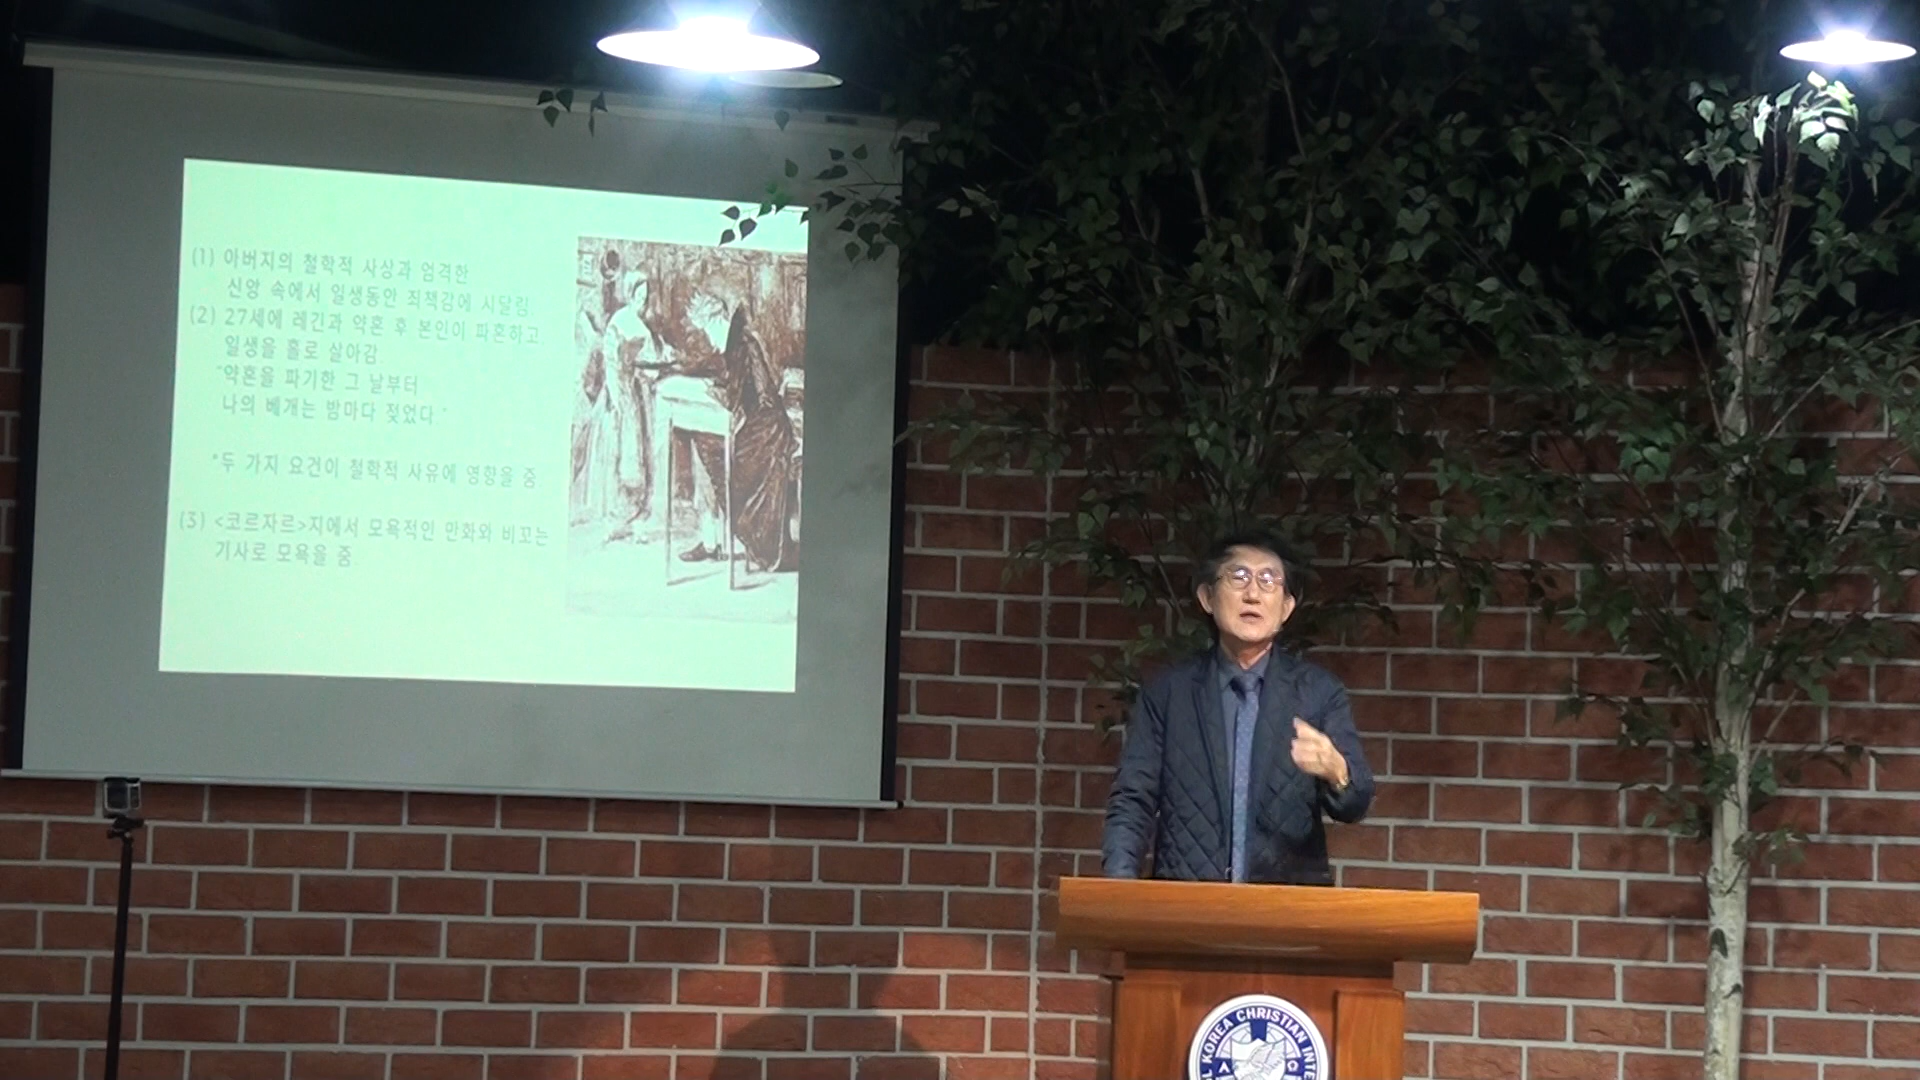 (1) 아버지의 철학적 사상과 엄격한
신앙 속에서 일생동안 죄책감에 시달림
(2) 27세에 레긴과 약혼 후 본인이 파혼하고
일생을 홀로 살아감
"약혼을 파기한 그 날부터
나의 베개는 밤마다 젖었다."
*두 가지 요건이 철학적 사유에 영향을 줌
(3) <코르자르>지에서 모욕적인 만화와 비꼬는
기사로 모욕을 줌.
KOREA CHRISTIAN INTE